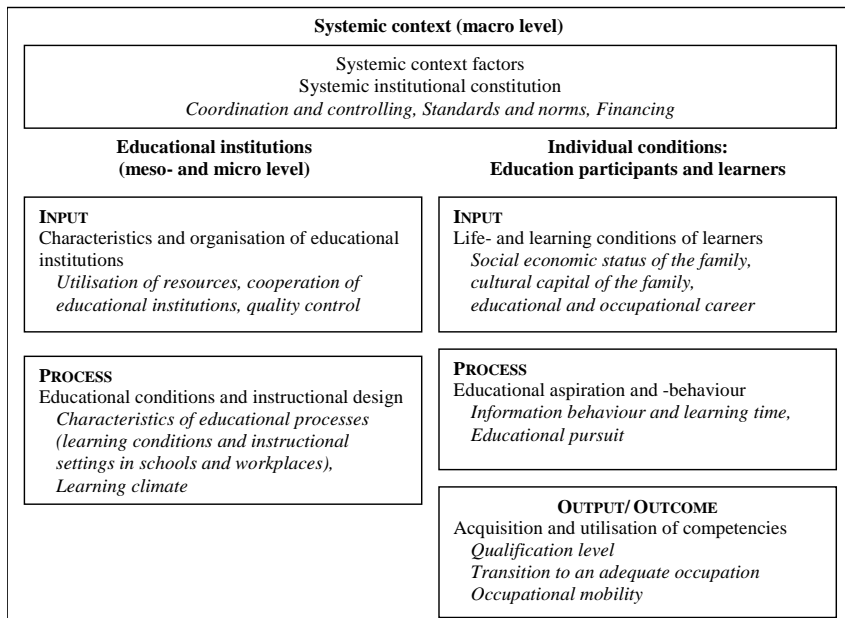 Systemic context (macro level)
Systemic context factors
Systemic institutional constitution
Coordination and controlling, Standards and norms, Financing
Educational institutions
(meso- and micro level)
INPUT
Characteristics and organisation of educational
institutions
Utilisation of resources, cooperation of
educational institutions, quality control
PROCESS
Educational conditions and instructional design
Characteristics of educational processes
(learning conditions and instructional
settings in schools and workplaces),
Learning climate
Individual conditions:
Education participants and learners
INPUT
Life- and learning conditions of learners
Social economic status of the family,
cultural capital of the family,
educational and occupational career
PROCESS
Educational aspiration and -behaviour
Information behaviour and learning time,
Educational pursuit
OUTPUT/ OUTCOME
Acquisition and utilisation of competencies
Qualification level
Transition to an adequate occupation
Occupational mobility